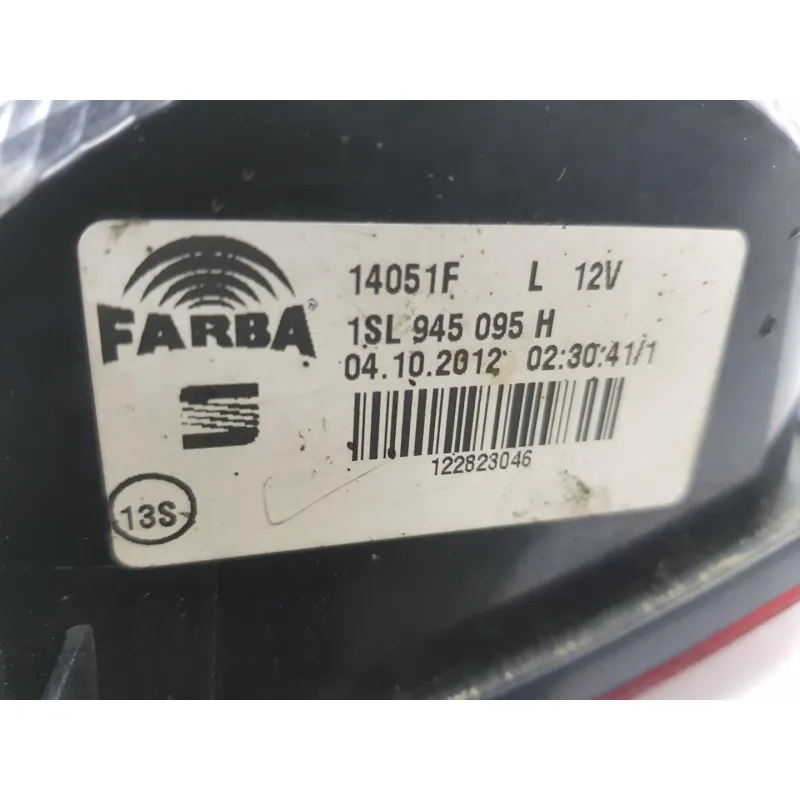 FARBA®
14051F L 12V
1SL 945 095 H
04.10.2012 02:30:41/1
122823046
13S